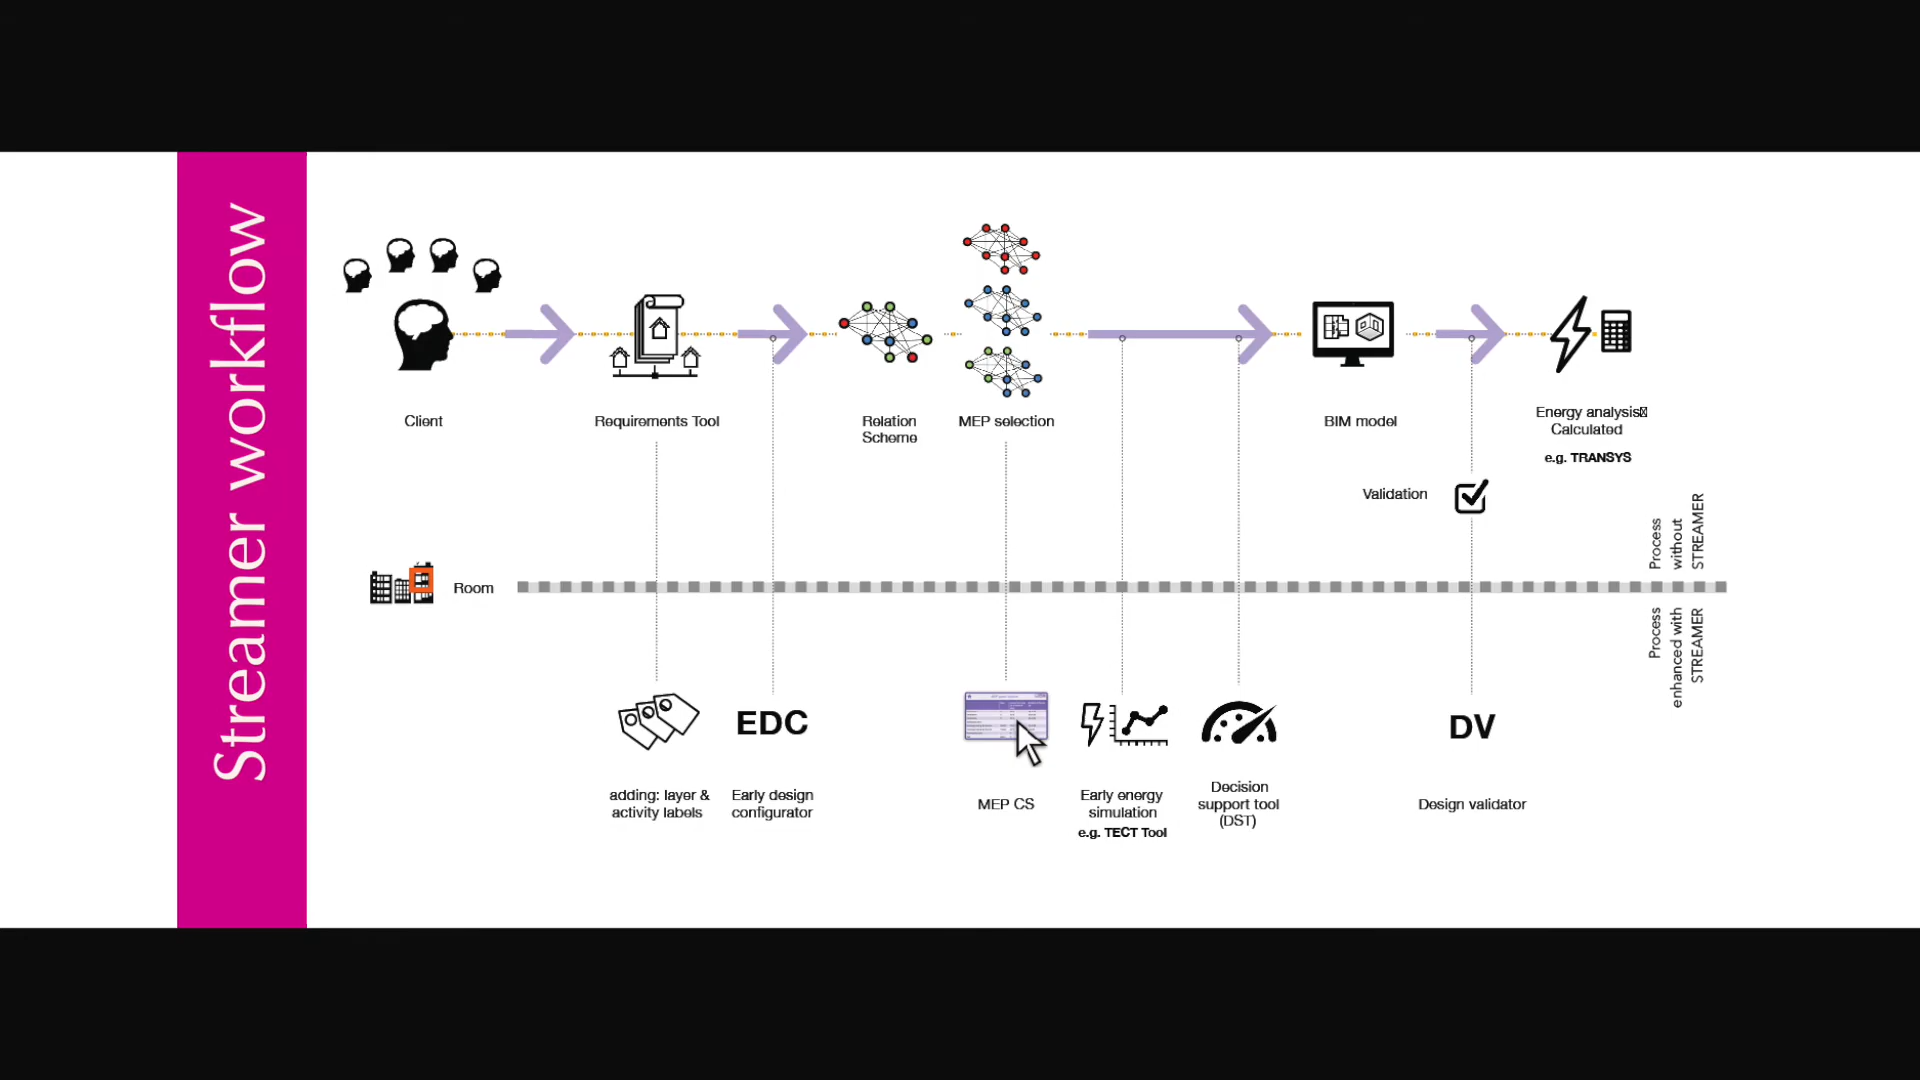 Streamer workflow
Client
Requirements Tool
Relation
Scheme
MEP selection
BIM model
Energy analysis
Calculated
e.g. TRANSYS
Validation
Process
without
STREAMER
Room
Process
enhanced with
STREAMER
EDC
DV
adding: layer &
activity labels
Early design
configurator
MEP CS
Early energy
simulation
e.g. TECT Tool
Decision
support tool
(DST)
Design validator